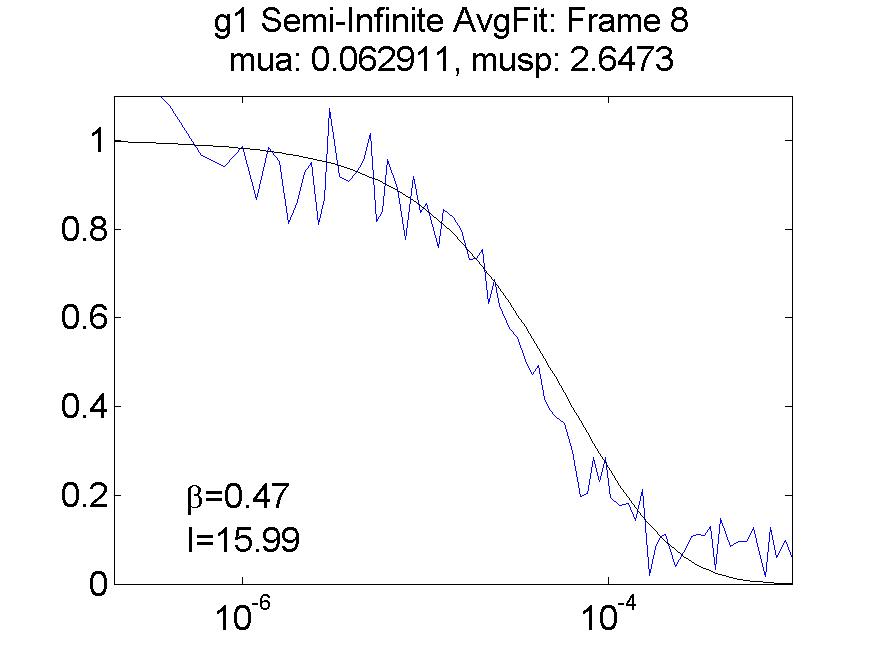 g1 Semi-Infinite AvgFit: Frame 8
mua: 0.062911, musp: 2.6473
1
0.8
0.6
0.4
0.2
0
β=0.47
I=15.99
10^-6
10^-4